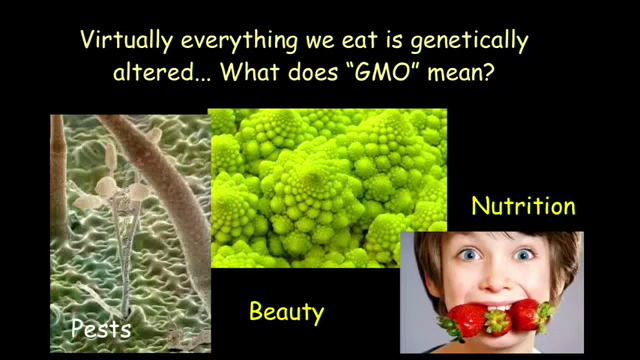 Virtually everything we eat is genetically
altered... What does “GMO” mean?
Nutrition
Beauty
Pests